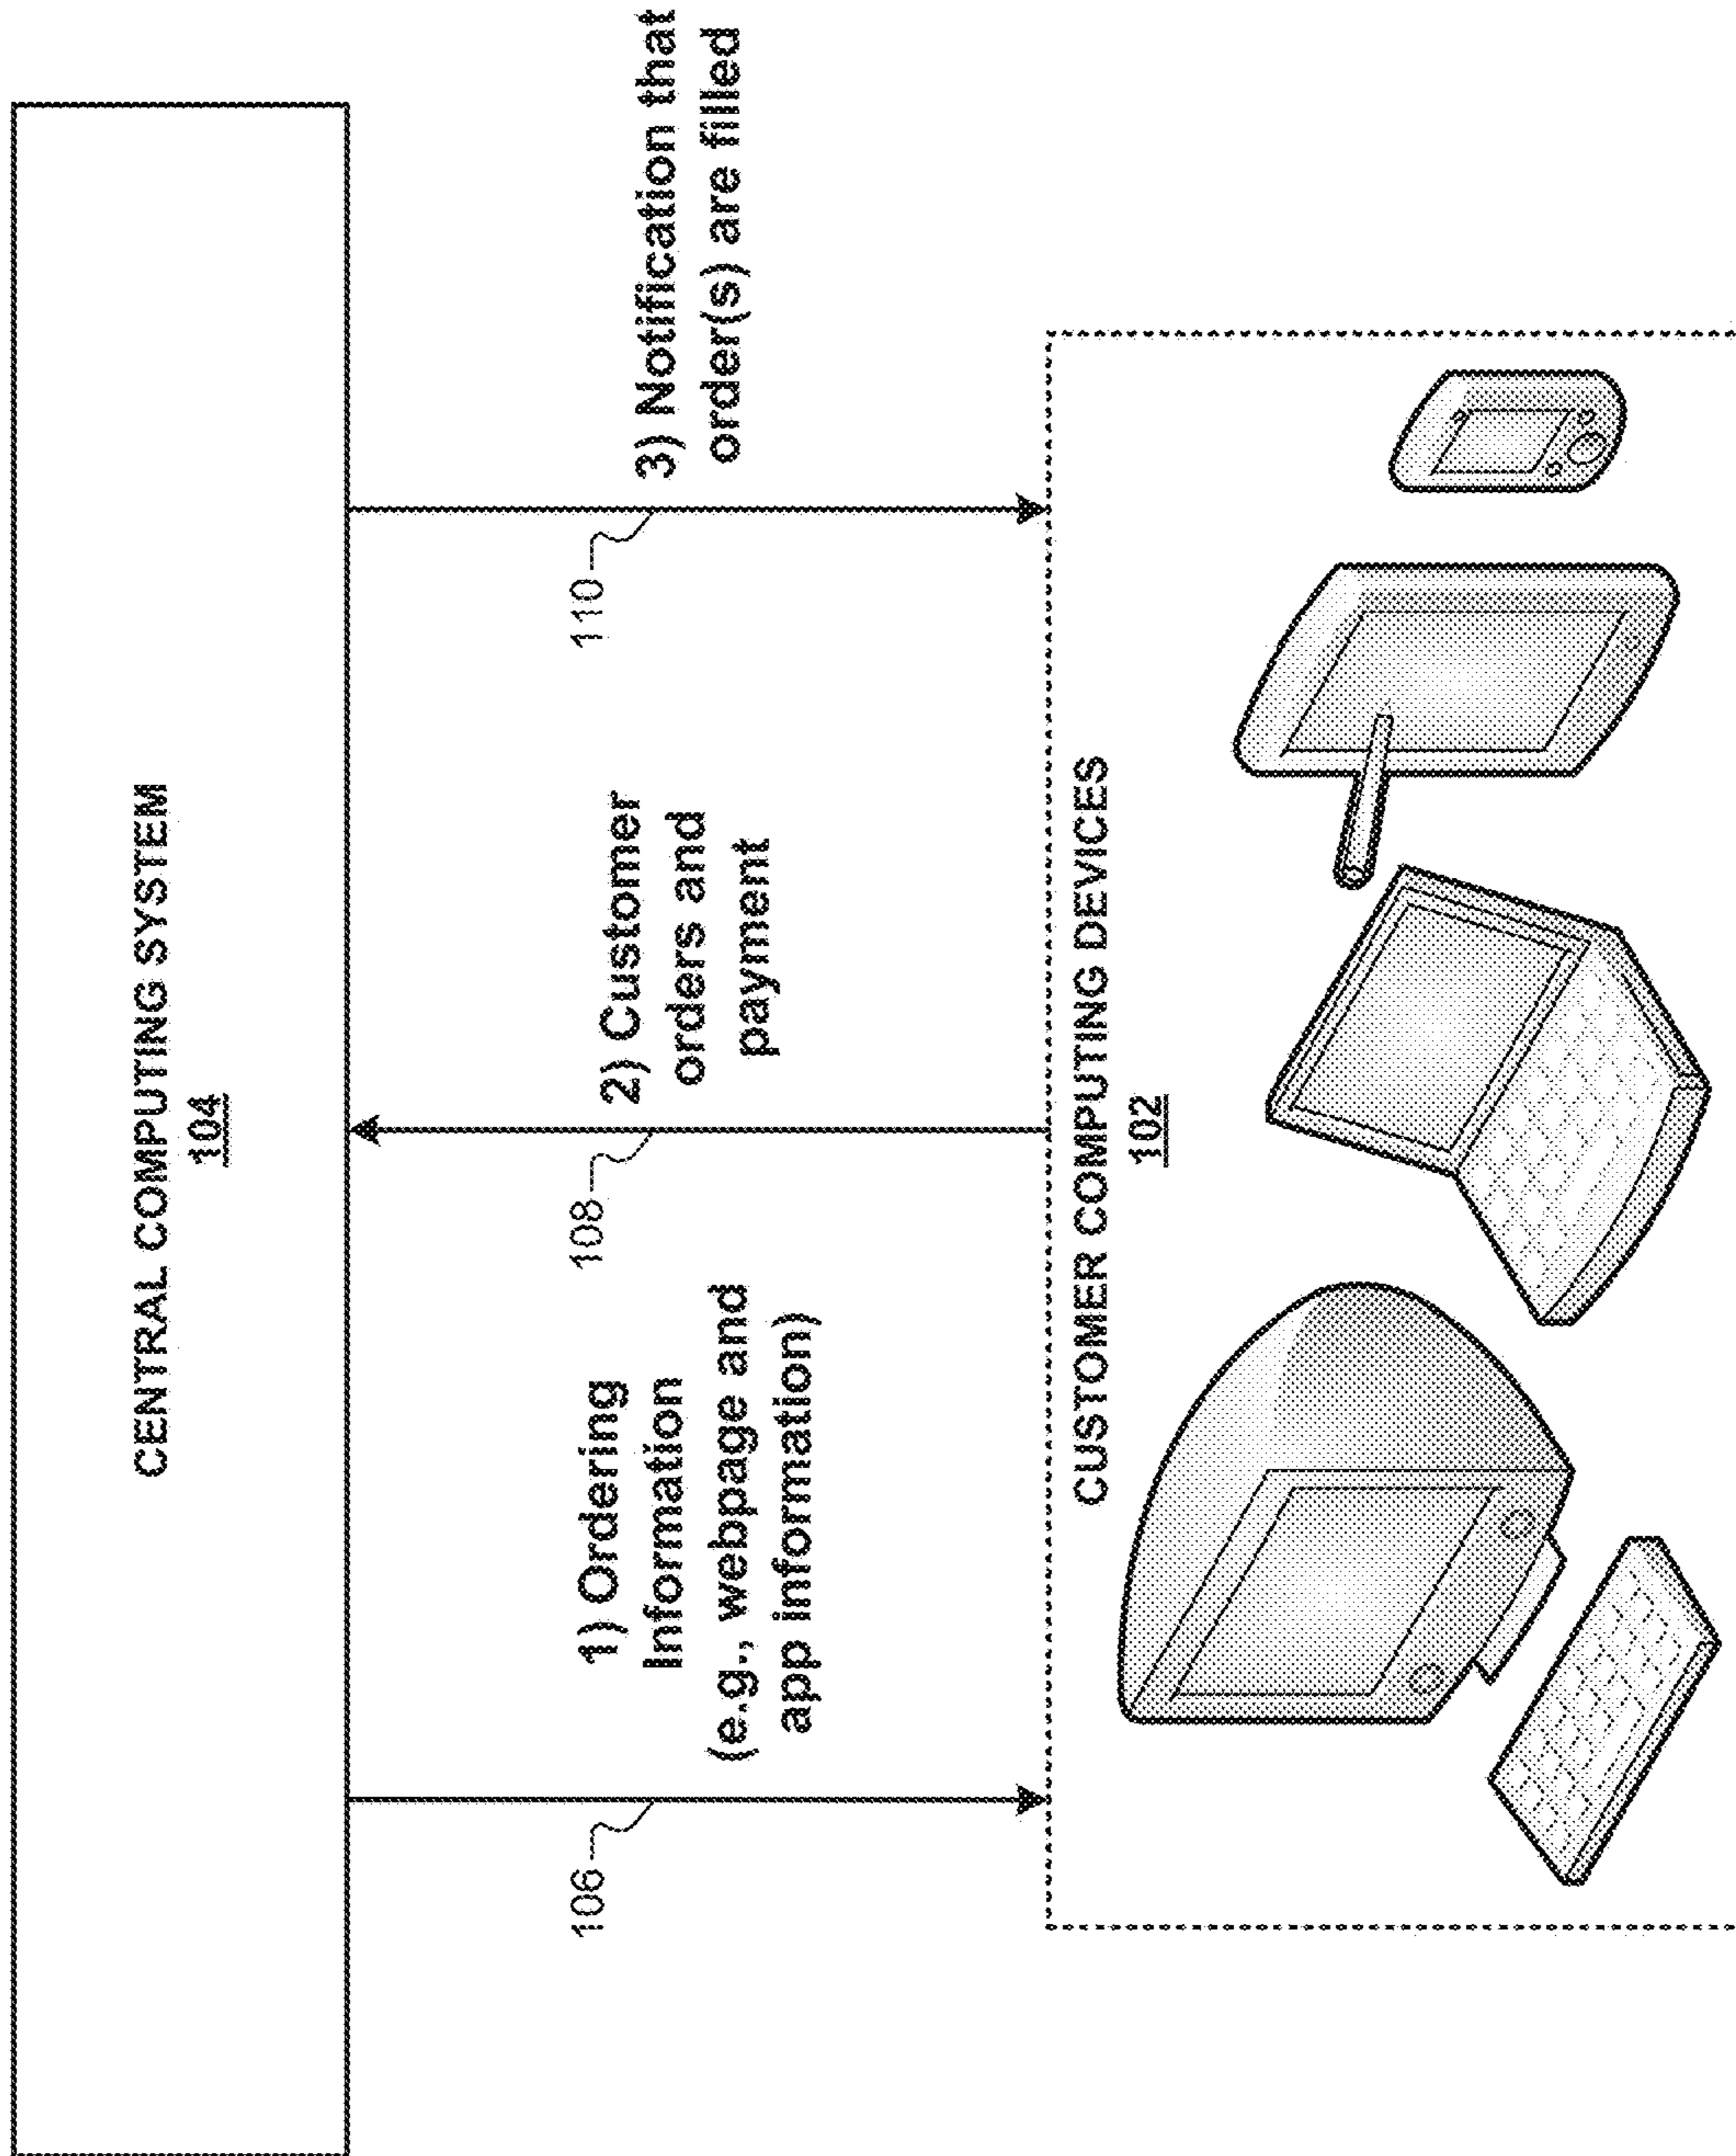 CENTRAL COMPUTING SYSTEM
104
106
1) Ordering
Information
(e.g., webpage and
app information)
108
2) Customer
orders and
payment
110
3) Notification that
order(s) are filled
CUSTOMER COMPUTING DEVICES
102